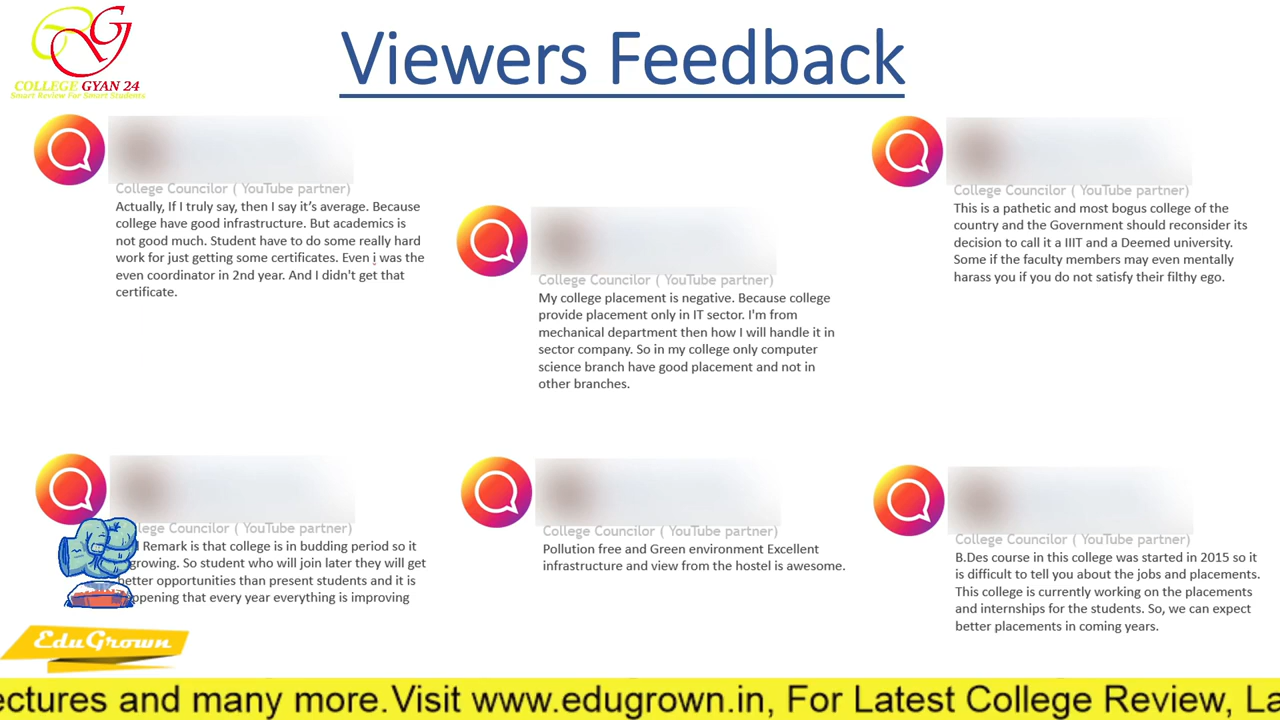 COLLEGE GYAN 24
Smart Review For Smart Students
Viewers Feedback
College Councilor ( YouTube partner)
Actually, If I truly say, then I say it's average. Because
college have good infrastructure. But academics is
not good much. Student have to do some really hard
work for just getting some certificates. Even i was the
even coordinator in 2nd year. And I didn't get that
certificate.
College Councilor ( YouTube partner)
My college placement is negative. Because college
provide placement only in IT sector. I'm from
mechanical department then how I will handle it in
sector company. So in my college only computer
science branch have good placement and not in
other branches.
College Councilor ( YouTube partner)
This is a pathetic and most bogus college of the
country and the Government should reconsider its
decision to call it a IIIT and a Deemed university.
Some if the faculty members may even mentally
harass you if you do not satisfy their filthy ego.
llege Councilor ( YouTube partner)
Remark is that college is in budding period so it
growing. So student who will join later they will get
better opportunities than present students and it is
ppening that every year everything is improving
College Councilor ( YouTube partner)
Pollution free and Green environment Excellent
infrastructure and view from the hostel is awesome.
College Councilor ( YouTube partner)
B.Des course in this college was started in 2015 so it
is difficult to tell you about the jobs and placements.
This college is currently working on the placements
and internships for the students. So, we can expect
better placements in coming years.
EduGrown
ectures and many more.Visit www.edugrown.in, For Latest College Review, La